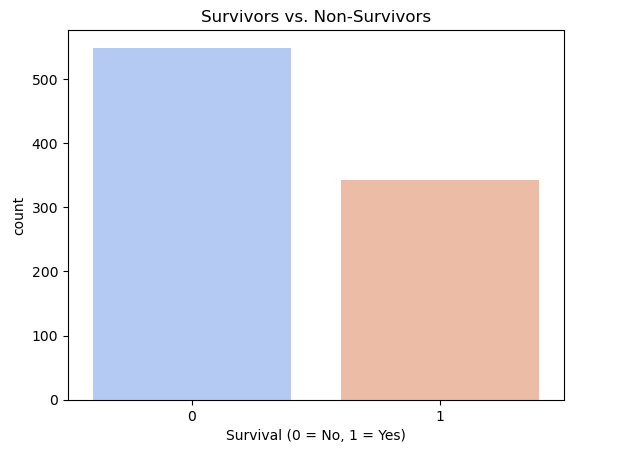 Survivors vs. Non-Survivors
500
400
300
200
100
0
count
0 1
Survival (0 = No, 1 = Yes)